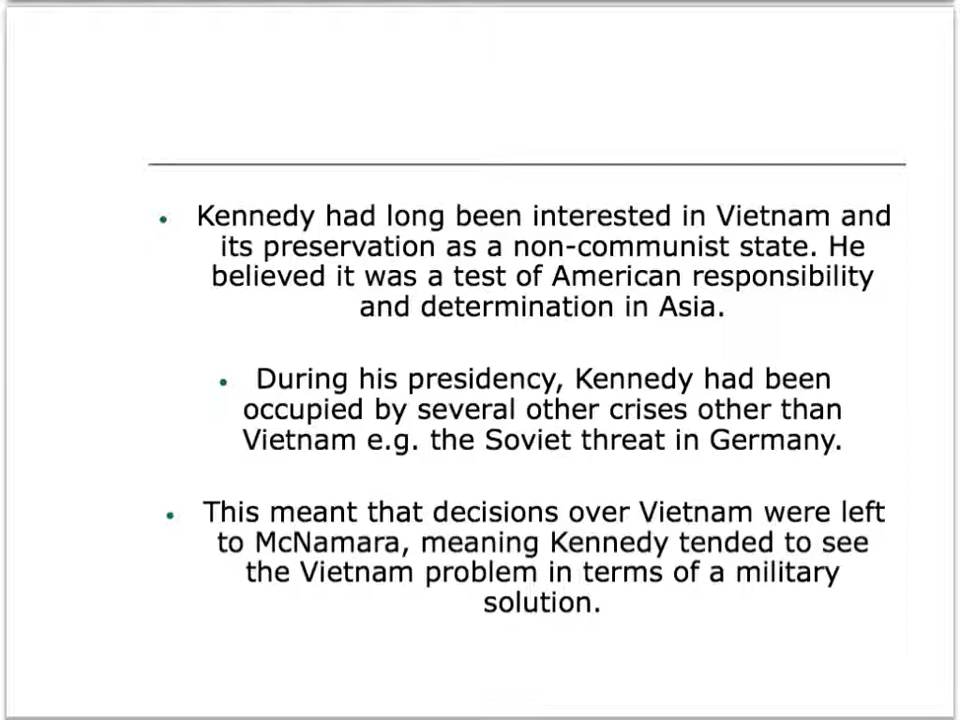 • Kennedy had long been interested in Vietnam and
its preservation as a non-communist state. He
believed it was a test of American responsibility
and determination in Asia.
• During his presidency, Kennedy had been
occupied by several other crises other than
Vietnam e.g. the Soviet threat in Germany.
• This meant that decisions over Vietnam were left
to McNamara, meaning Kennedy tended to see
the Vietnam problem in terms of a military
solution.